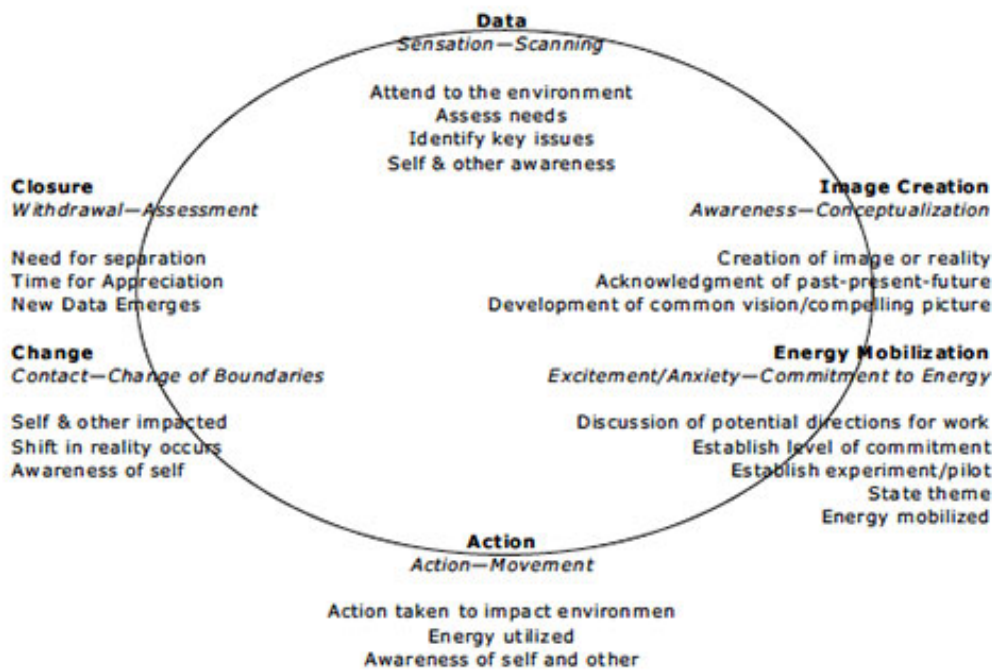 Data
Sensation—Scanning
Attend to the environment
Assess needs
Identify key issues
Self & other awareness
Image Creation
Awareness—Conceptualization
Creation of image or reality
Acknowledgment of past-present-future
Development of common vision/compelling picture
Energy Mobilization
Excitement/Anxiety—Commitment to Energy
Discussion of potential directions for work
Establish level of commitment
Establish experiment/pilot
State theme
Energy mobilized
Action
Action—Movement
Action taken to impact environmen
Energy utilized
Awareness of self and other
Change
Contact—Change of Boundaries
Self & other impacted
Shift in reality occurs
Awareness of self
Closure
Withdrawal—Assessment
Need for separation
Time for Appreciation
New Data Emerges